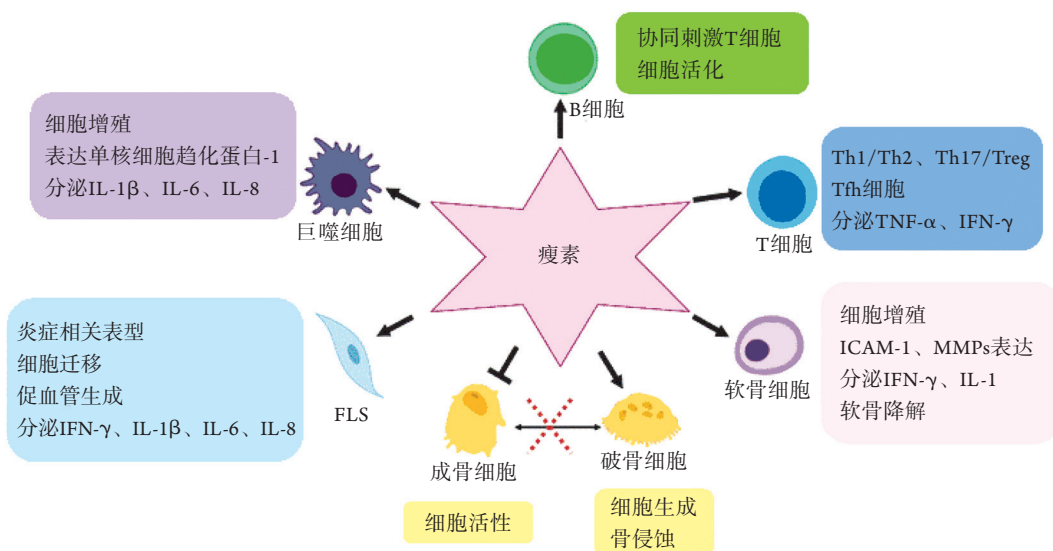 协同刺激T细胞
细胞活化
B细胞
细胞增殖
表达单核细胞趋化蛋白-1
分泌IL-1β、IL-6、IL-8
巨噬细胞
Th1/Th2、Th17/Treg
Tfh细胞
分泌TNF-α、IFN-γ
T细胞
瘦素
炎症相关表型
细胞迁移
促血管生成
分泌IFN-γ、IL-1β、IL-6、IL-8
FLS
细胞增殖
ICAM-1、MMPs表达
分泌IFN-γ、IL-1
软骨降解
软骨细胞
成骨细胞
破骨细胞
细胞活性
细胞生成
骨侵蚀